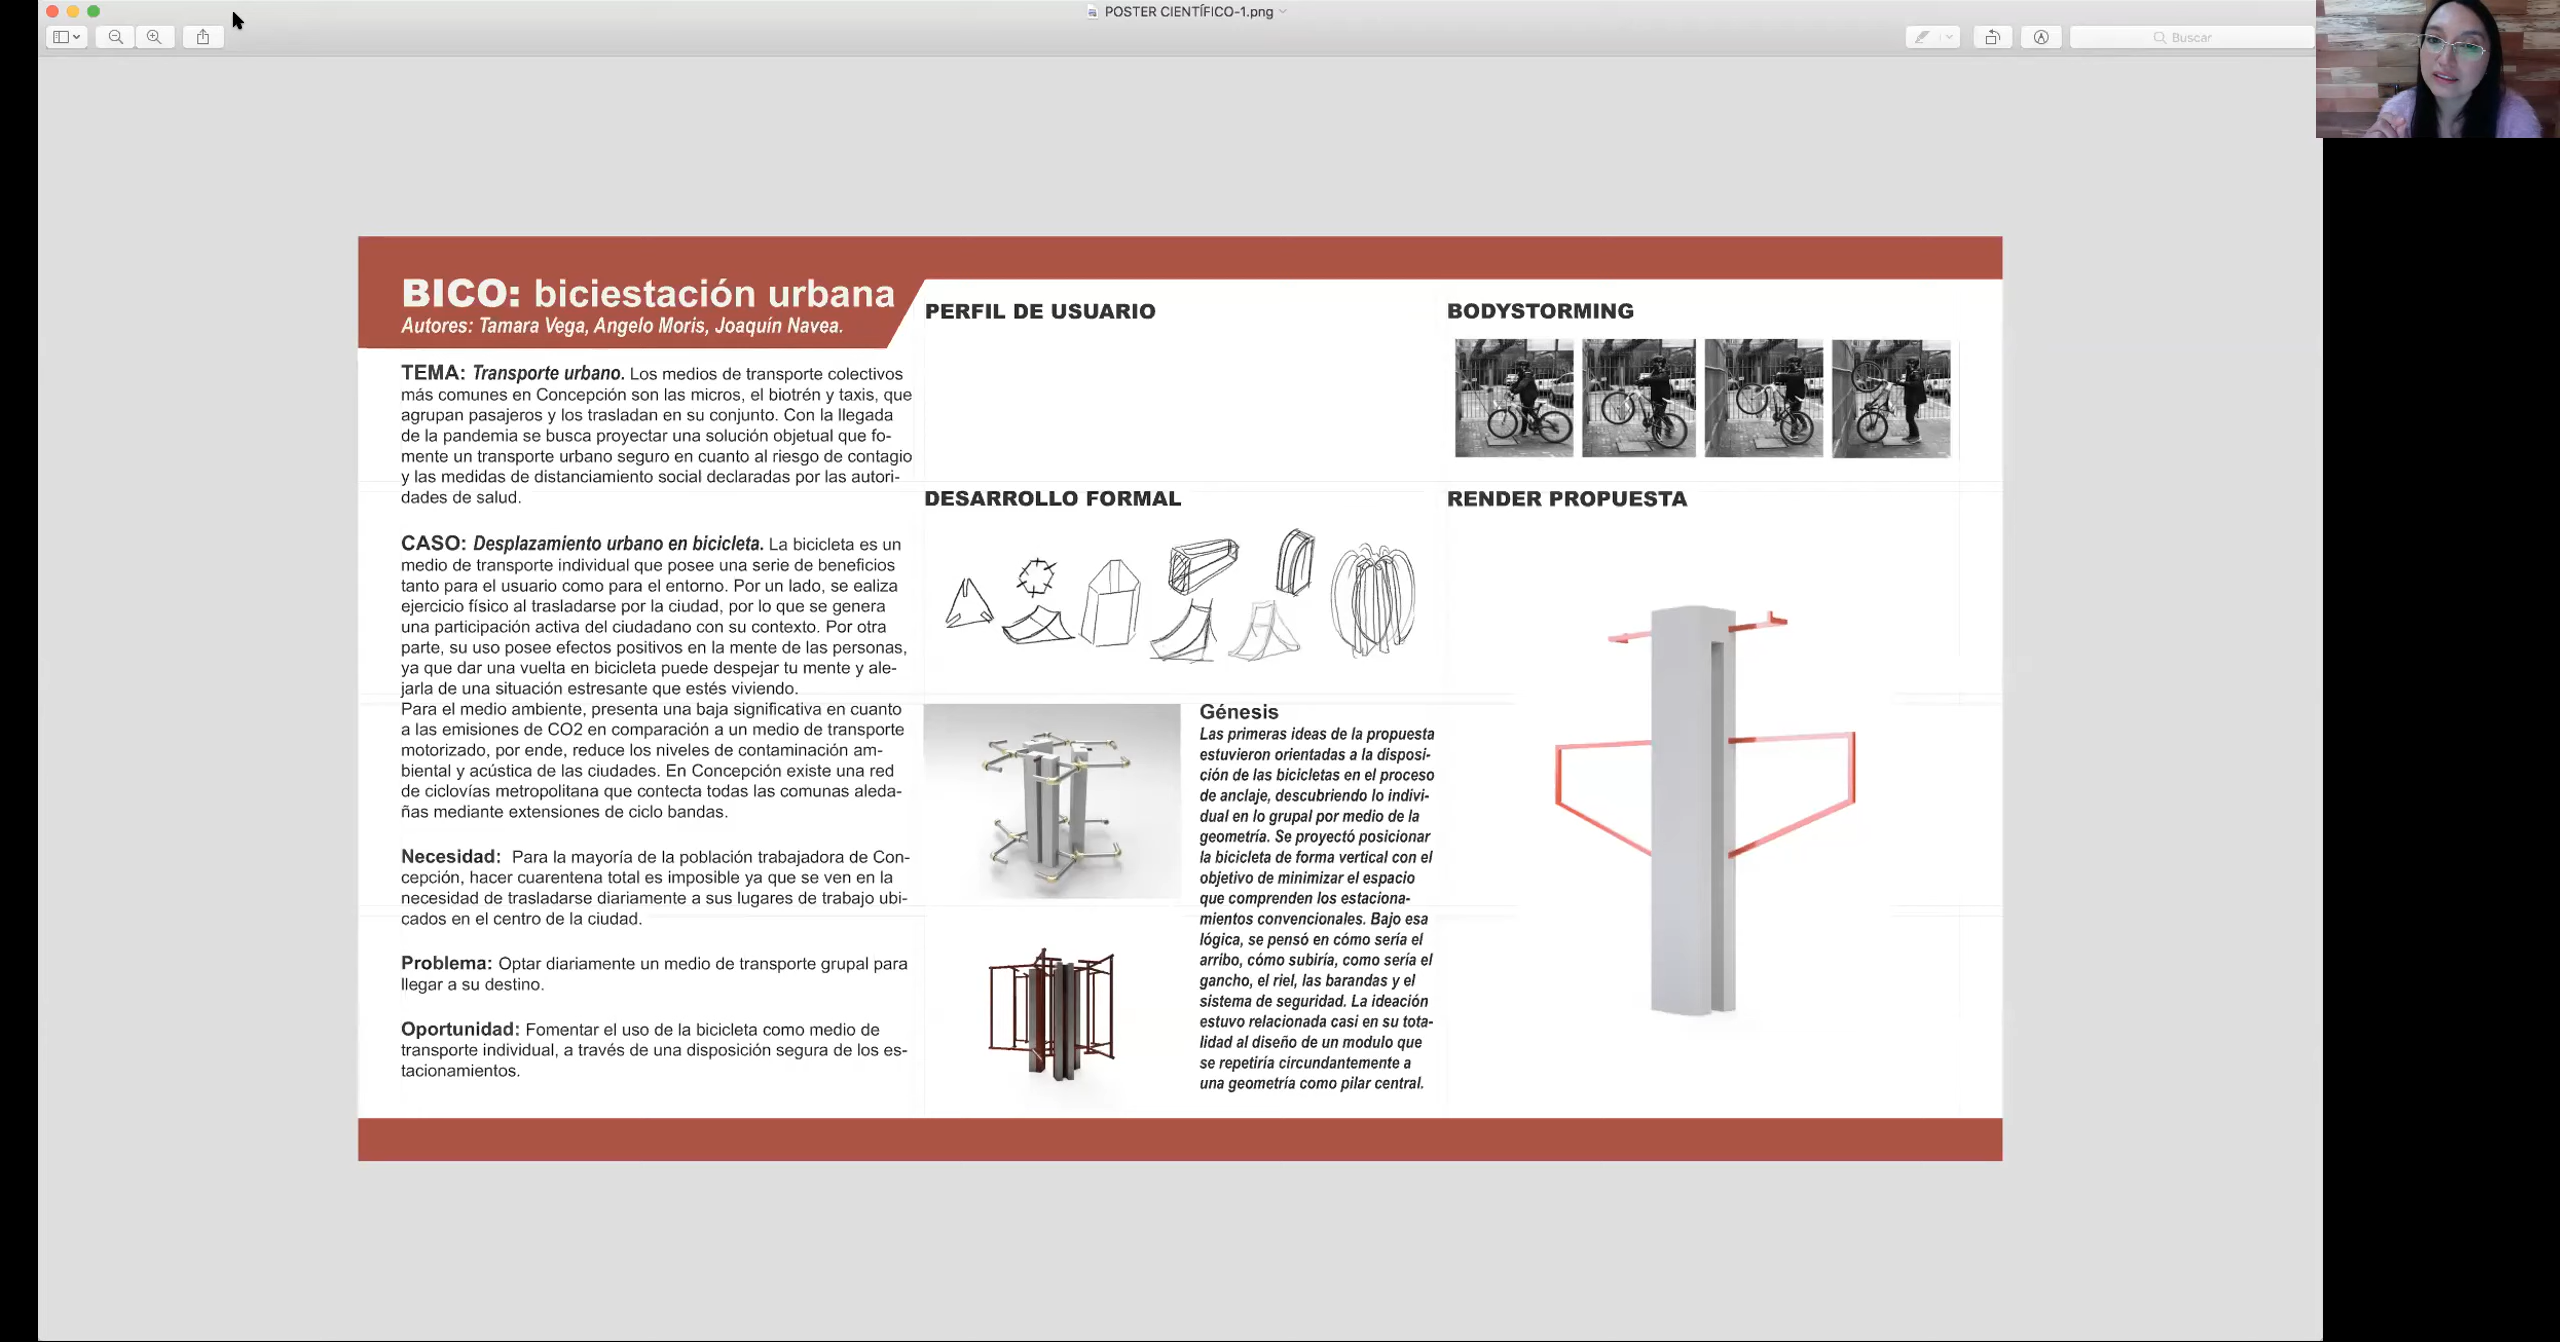 POSTER CIENTÍFICO-1.png
Buscar
BICO: biciestación urbana
Autores: Tamara Vega, Angelo Moris, Joaquín Navea.
TEMA: Transporte urbano. Los medios de transporte colectivos
más comunes en Concepción son las micros, el biotrén y taxis, que
agrupan pasajeros y los trasladan en su conjunto. Con la llegada
de la pandemia se busca proyectar una solución objetual que fo-
mente un transporte urbano seguro en cuanto al riesgo de contagio
y las medidas de distanciamiento social declaradas por las autori-
dades de salud.
CASO: Desplazamiento urbano en bicicleta. La bicicleta es un
medio de transporte individual que posee una serie de beneficios
tanto para el usuario como para el entorno. Por un lado, se ealiza
ejercicio físico al trasladarse por la ciudad, por lo que se genera
una participación activa del ciudadano con su contexto. Por otra
parte, su uso posee efectos positivos en la mente de las personas,
ya que dar una vuelta en bicicleta puede despejar tu mente y ale-
jarla de una situación estresante que estés viviendo.
Para el medio ambiente, presenta una baja significativa en cuanto
a las emisiones de CO2 en comparación a un medio de transporte
motorizado, por ende, reduce los niveles de contaminación am-
biental y acústica de las ciudades. En Concepción existe una red
de ciclovías metropolitana que contecta todas las comunas aleda-
ñas mediante extensiones de ciclo bandas.
Necesidad: Para la mayoría de la población trabajadora de Con-
cepción, hacer cuarentena total es imposible ya que se ven en la
necesidad de trasladarse diariamente a sus lugares de trabajo ubi-
cados en el centro de la ciudad.
Problema: Optar diariamente un medio de transporte grupal para
llegar a su destino.
Oportunidad: Fomentar el uso de la bicicleta como medio de
transporte individual, a través de una disposición segura de los es-
tacionamientos.
PERFIL DE USUARIO
DESARROLLO FORMAL
Génesis
Las primeras ideas de la propuesta
estuvieron orientadas a la disposi-
ción de las bicicletas en el proceso
de anclaje, descubriendo lo indivi-
dual en lo grupal por medio de la
geometría. Se proyectó posicionar
la bicicleta de forma vertical con el
objetivo de minimizar el espacio
que comprenden los estaciona-
mientos convencionales. Bajo esa
lógica, se pensó en cómo sería el
arribo, cómo subiría, como sería el
gancho, el riel, las barandas y el
sistema de seguridad. La ideación
estuvo relacionada casi en su tota-
lidad al diseño de un modulo que
se repetiría circundantemente a
una geometría como pilar central.
BODYSTORMING
RENDER PROPUESTA